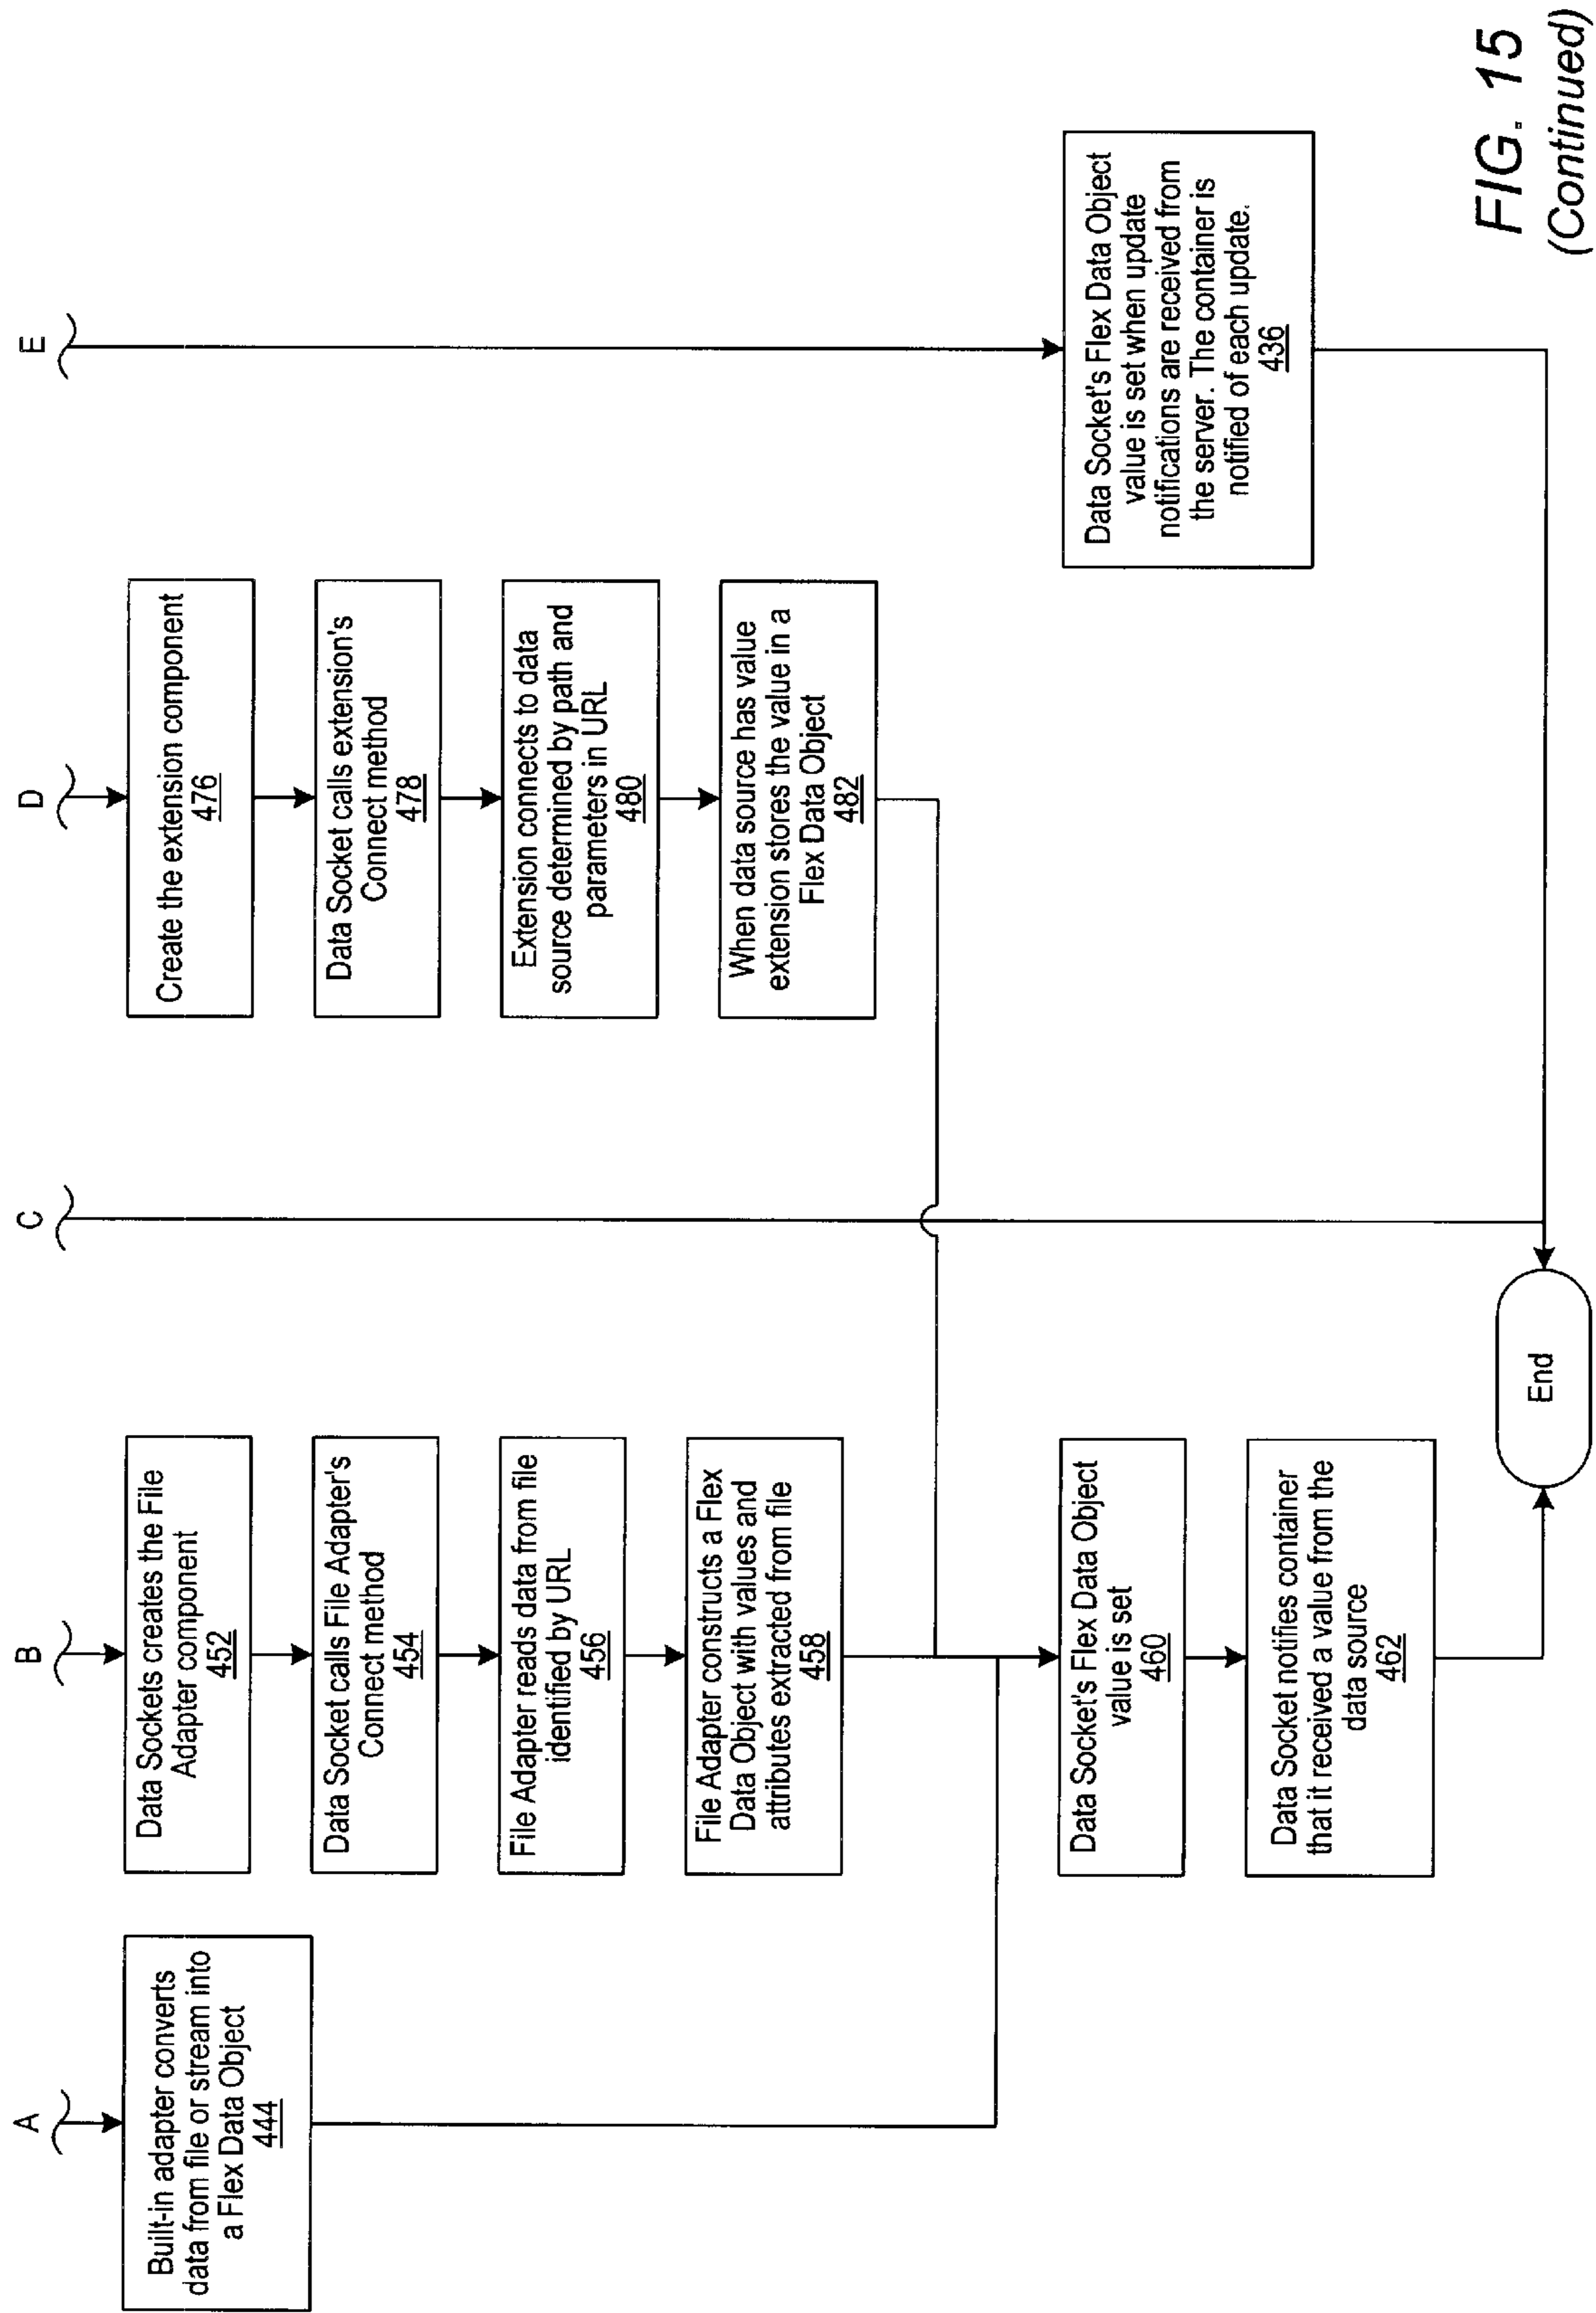 A
Built-in adapter converts
data from file or stream into
a Flex Data Object
444
B
Data Sockets creates the File
Adapter component
452
Data Socket calls File Adapter's
Connect method
454
File Adapter reads data from file
identified by URL
456
File Adapter constructs a Flex
Data Object with values and
attributes extracted from file
458
Data Socket's Flex Data Object
value is set
460
Data Socket notifies container
that it received a value from the
data source
462
C
D
Create the extension component
476
Data Socket calls extension's
Connect method
478
Extension connects to data
source determined by path and
parameters in URL
480
When data source has value
extension stores the value in a
Flex Data Object
482
E
Data Socket's Flex Data Object
value is set when update
notifications are received from
the server. The container is
notified of each update.
436
End
FIG. 15
(Continued)